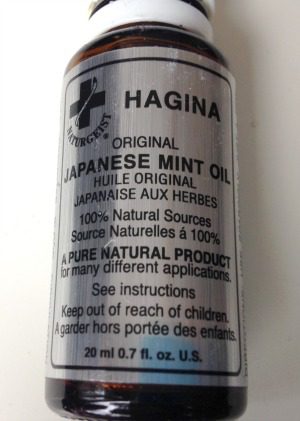 HAGINA
NATURGEIST®
ORIGINAL
JAPANESE MINT OIL
HUILE ORIGINAL
JAPANAISE AUX HERBES
100% Natural Sources
Source Naturelles á 100%
A PURE NATURAL PRODUCT
for many different applications.
See instructions
Keep out of reach of children.
A garder hors portée des enfants.
20 ml 0.7 fl. oz. U.S.